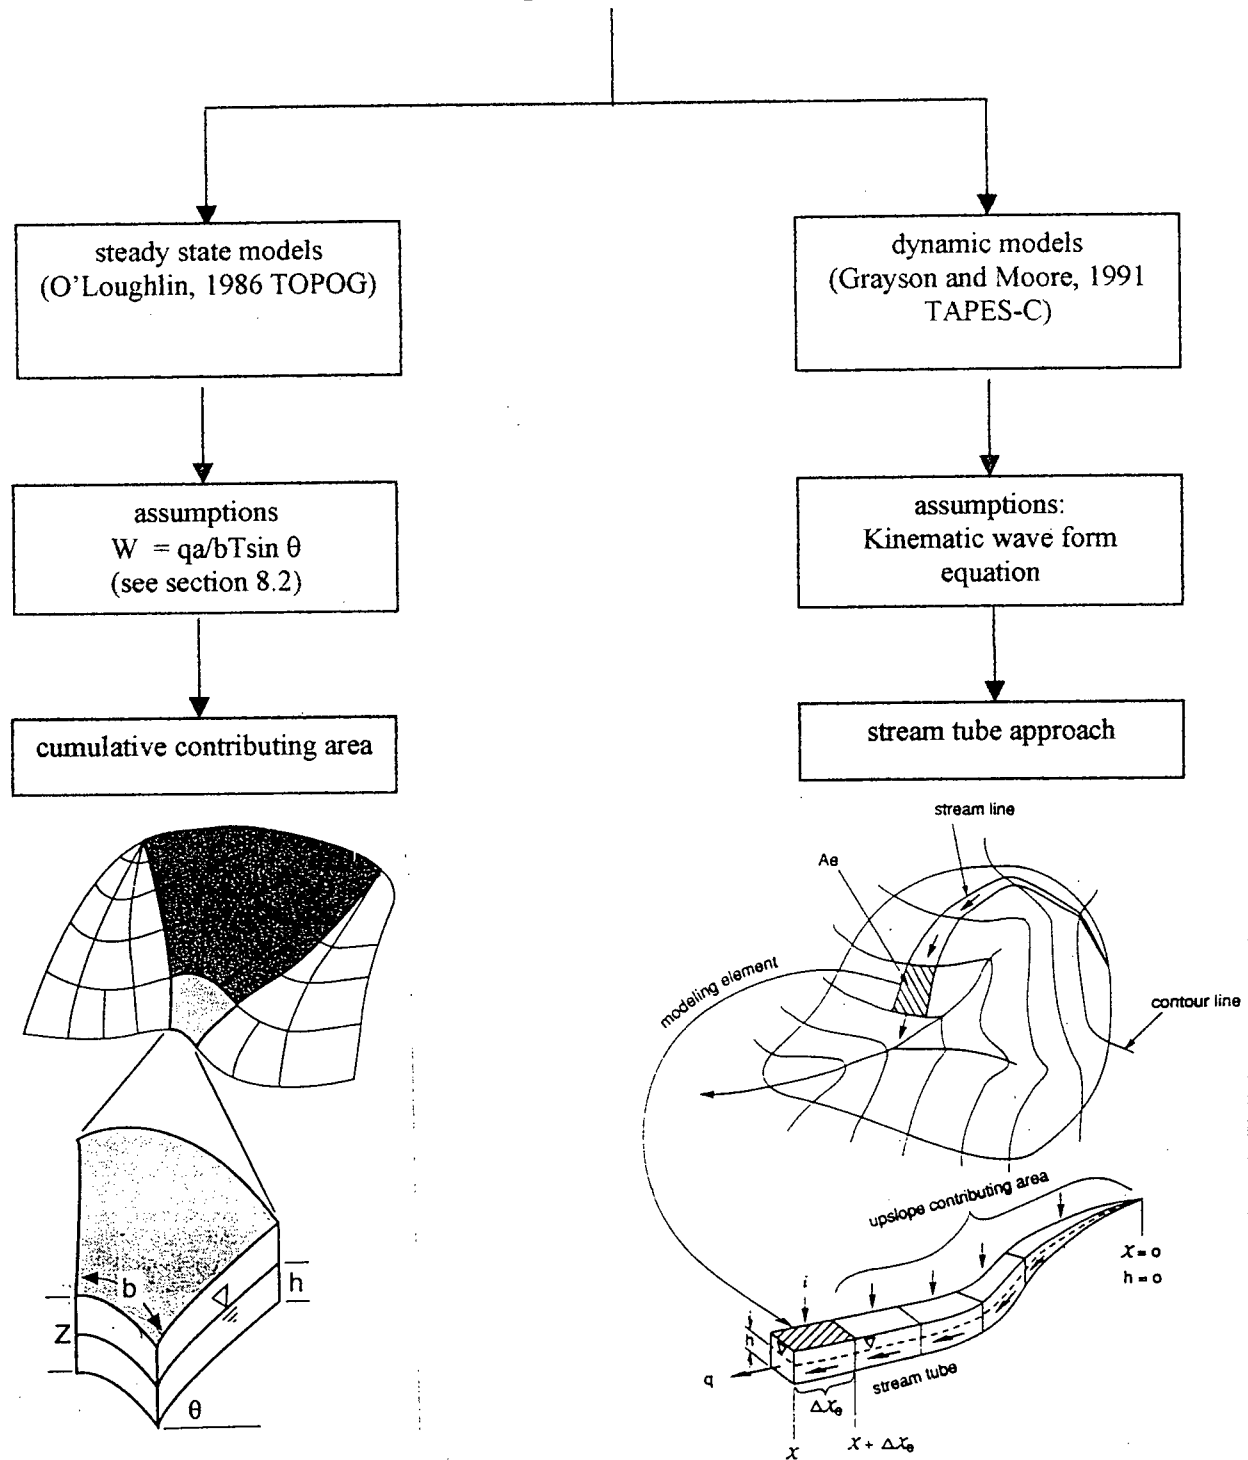 steady state models
(O'Loughlin, 1986 TOPOG)
dynamic models
(Grayson and Moore, 1991
TAPES-C)
assumptions
W = qa/bTsin θ
(see section 8.2)
assumptions:
Kinematic wave form
equation
cumulative contributing area
stream tube approach
stream line
Ae
modeling element
contour line
upslope contributing area
b
h
Z
θ
i
x = 0
h = 0
h
q
stream tube
Δxe
x
x + Δxe